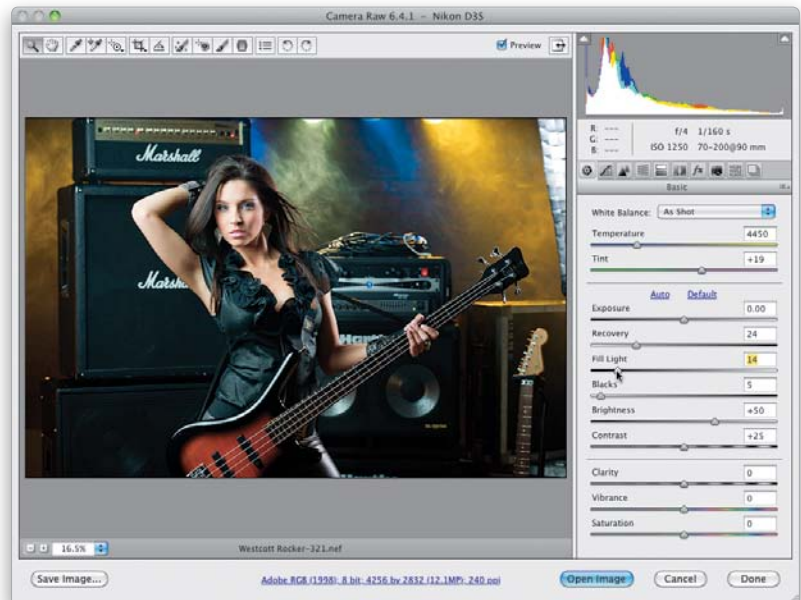 Camera Raw 6.4.1 – Nikon D3S
Preview
R: ---
G: ---
B: ---
f/4 1/160 s
ISO 1250 70–200@90 mm
Basic
White Balance: As Shot
Temperature 4450
Tint +19
Auto Default
Exposure 0.00
Recovery 24
Fill Light 14
Blacks 5
Brightness +50
Contrast +25
Clarity 0
Vibrance 0
Saturation 0
Marshall
16.5%
Westcott Rocker-321.nef
Save Image...
Adobe RGB (1998); 8 bit; 4256 by 2832 (12.1MP); 240 ppi
Open Image
Cancel
Done